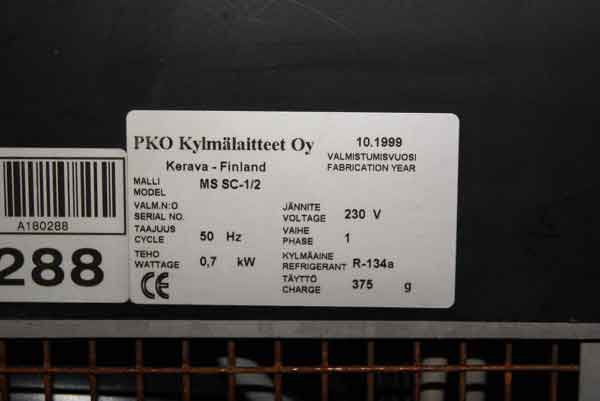 PKO Kylmälaitteet Oy
Kerava - Finland
10.1999
VALMISTUMISVUOSI
FABRICATION YEAR
MALLI
MODEL
MS SC-1/2
VALM.N:O
SERIAL NO.
JÄNNITE
VOLTAGE
230 V
TAAJUUS
CYCLE
50 Hz
VAIHE
PHASE
1
TEHO
WATTAGE
0,7 kW
KYLMÄAINE
REFRIGERANT
R-134a
TÄYTTÖ
CHARGE
375 g
CE
A180288
288